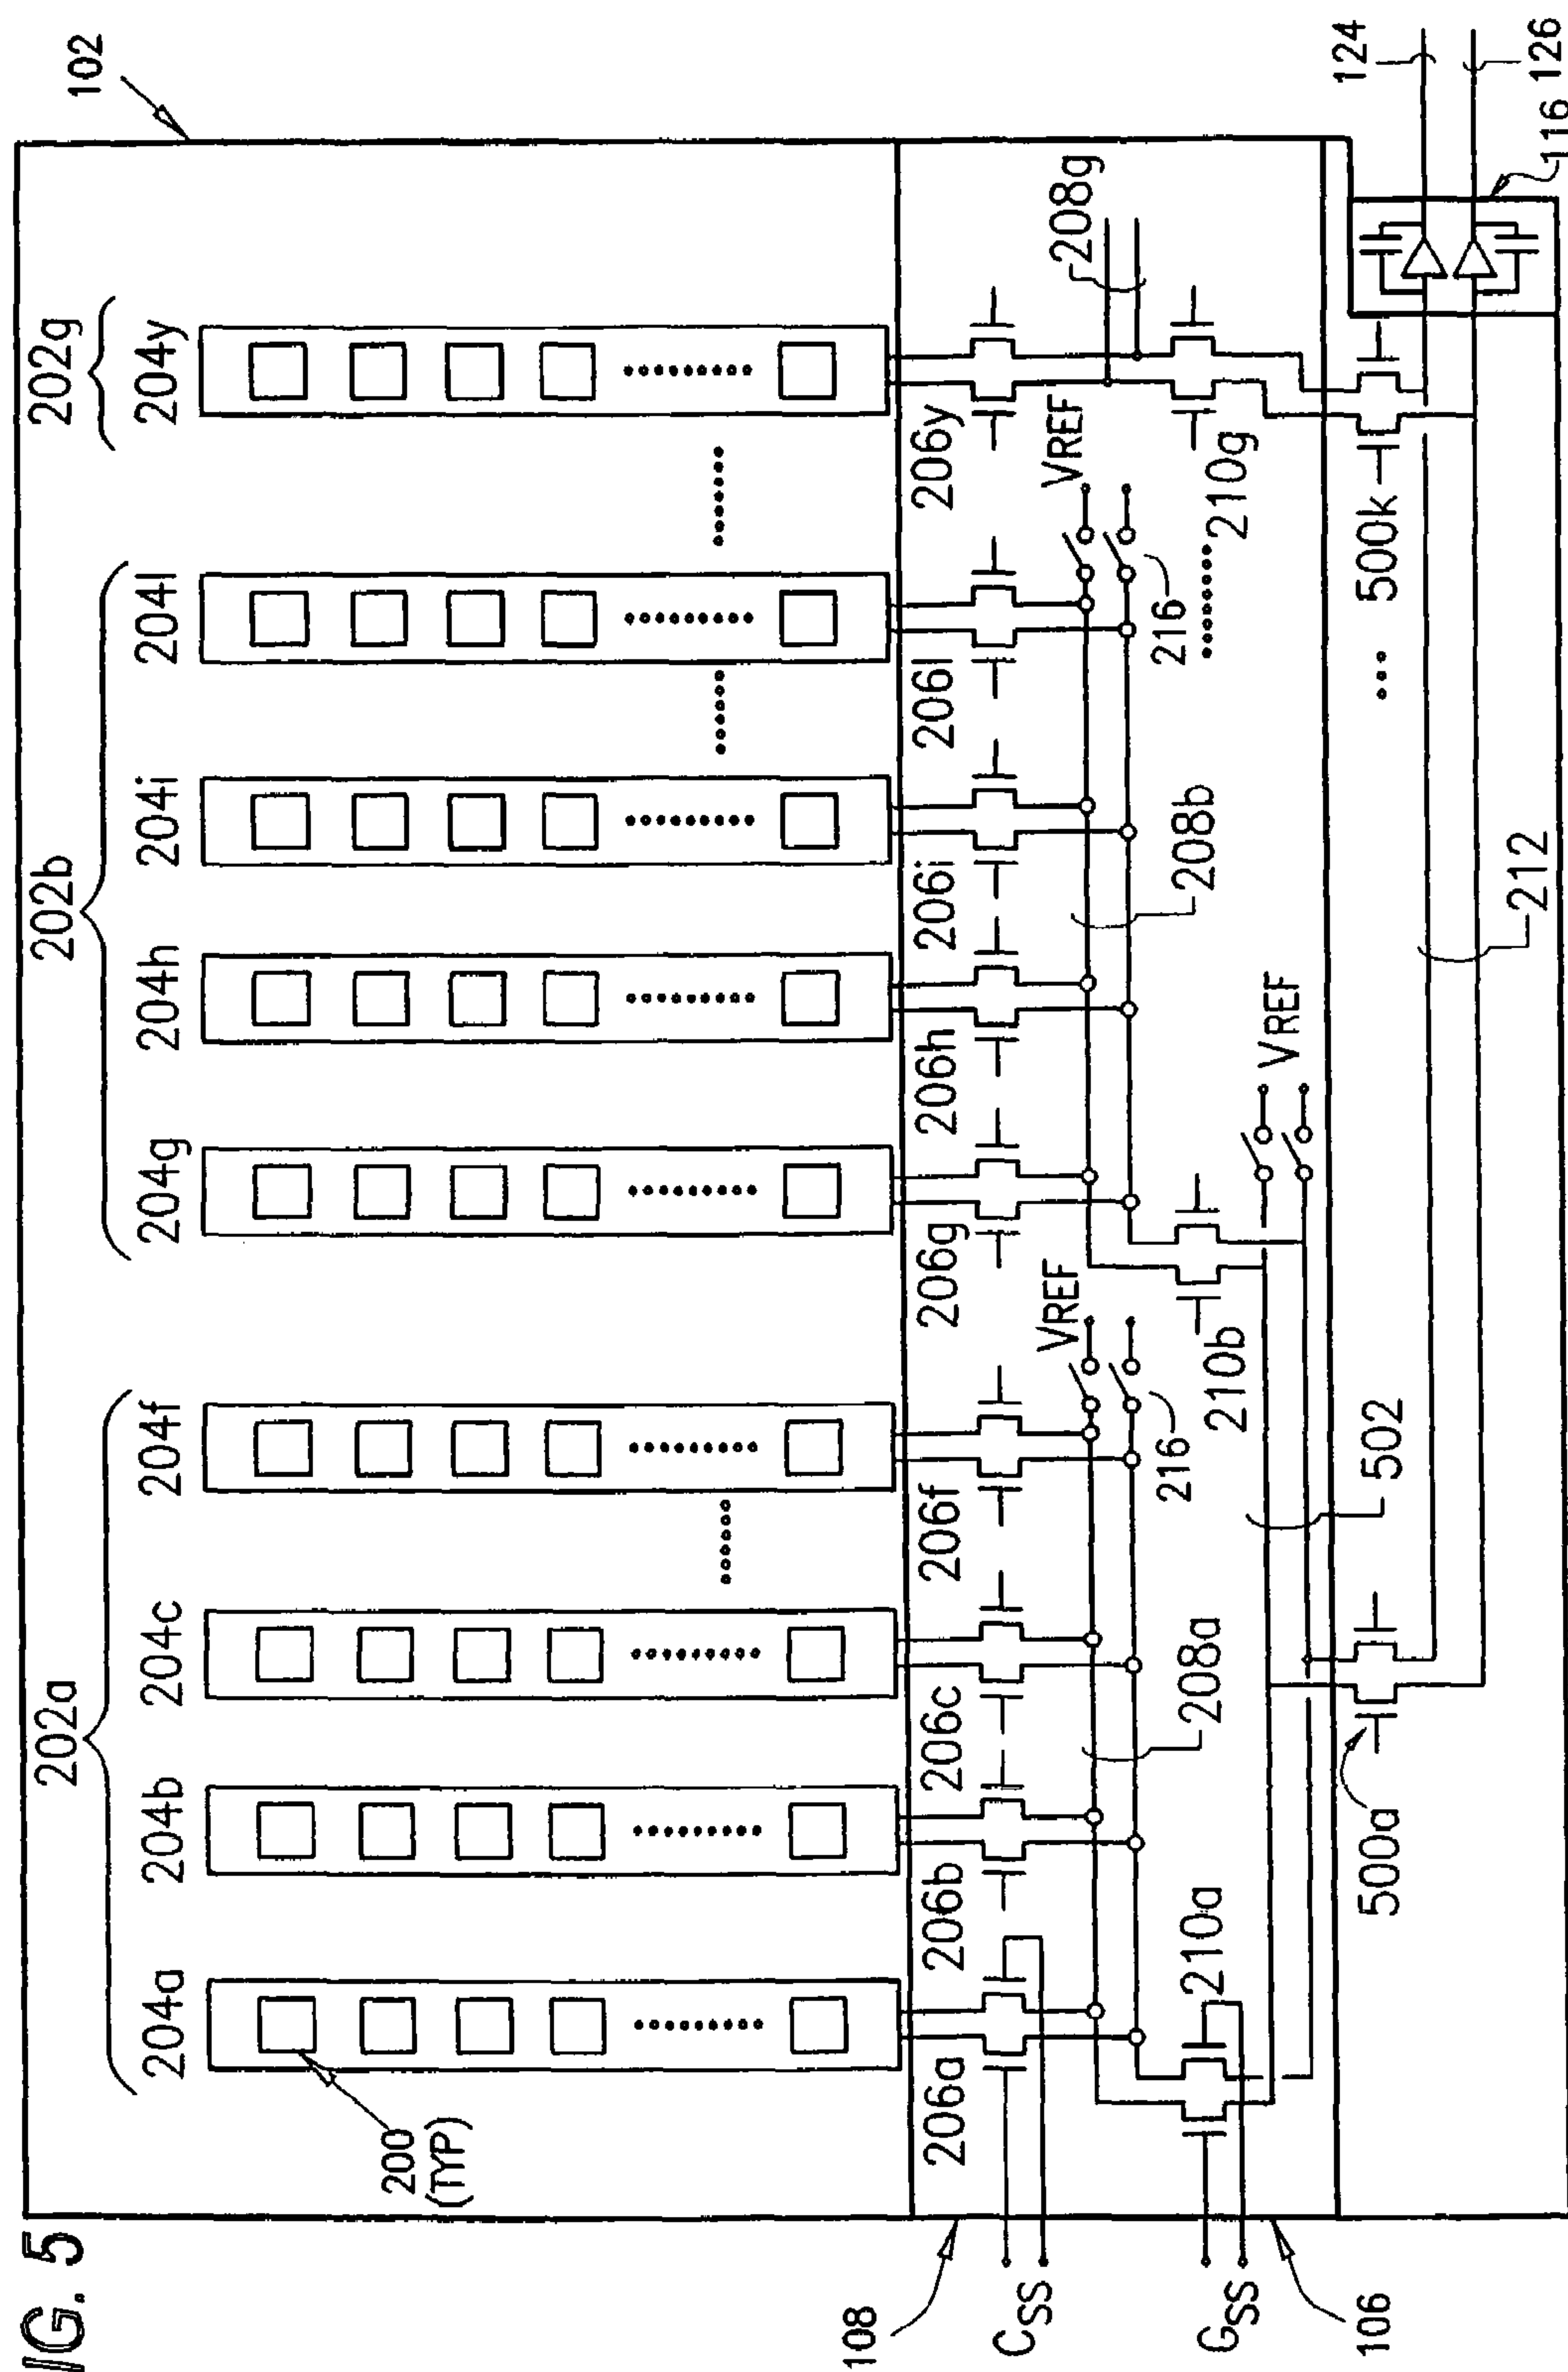 IG. 5
102
202a
202b
202g
204a
204b
204c
204f
204g
204h
204i
204l
204y
200
(TYP)
108
206a
206b
206c
206f
206g
206h
206i
206l
206y
CSS
208a
208b
208g
VREF
VREF
216
216
GSS
210a
210b
210g
VREF
106
502
500a
500k
212
124
126
116